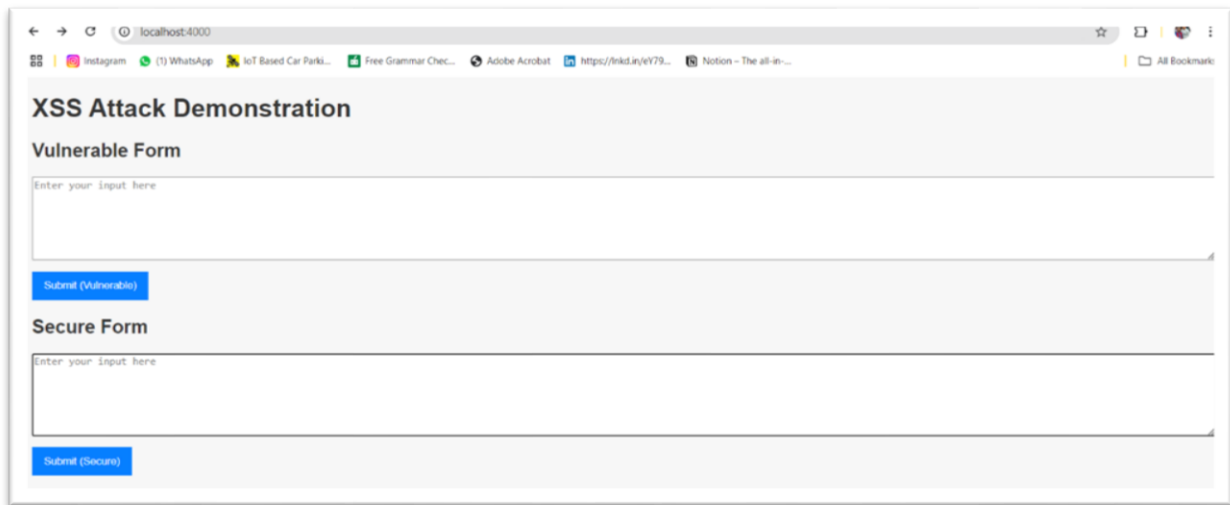 localhost:4000
Instagram (1) WhatsApp IoT Based Car Parki... Free Grammar Chec... Adobe Acrobat https://lnkd.in/eY79... Notion – The all-in-... All Bookmarks
XSS Attack Demonstration
Vulnerable Form
Enter your input here
Submit (Vulnerable)
Secure Form
Enter your input here
Submit (Secure)